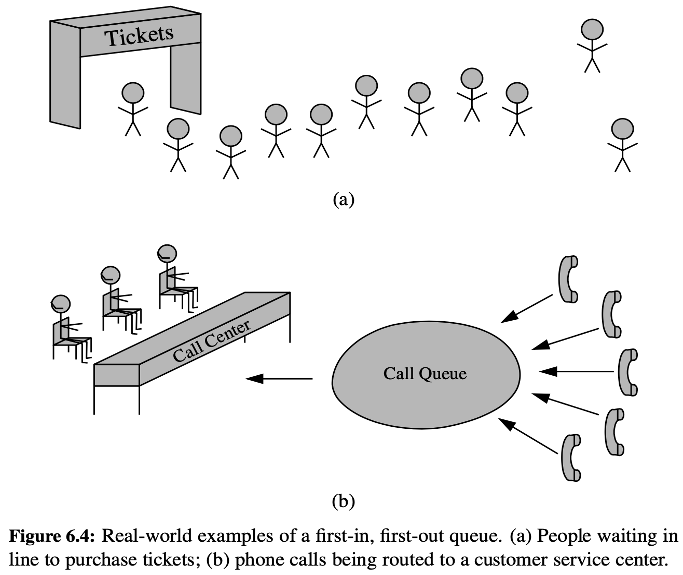 Tickets
(a)
Call Center
Call Queue
(b)
Figure 6.4: Real-world examples of a first-in, first-out queue. (a) People waiting in
line to purchase tickets; (b) phone calls being routed to a customer service center.